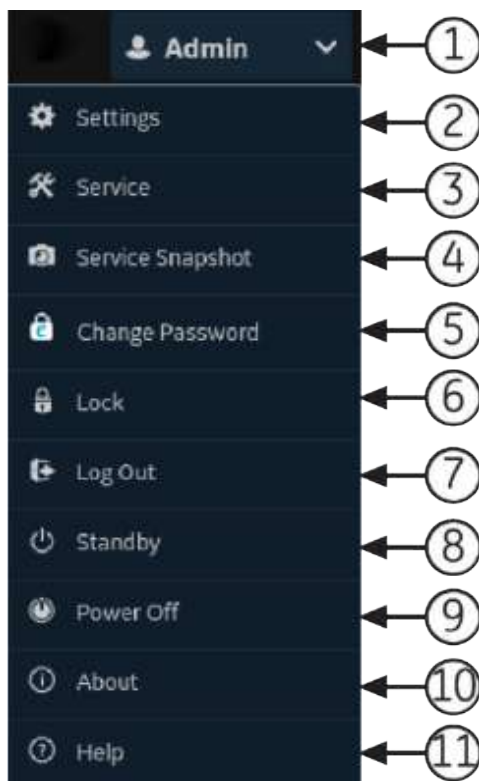 Admin 1
Settings 2
Service 3
Service Snapshot 4
Change Password 5
Lock 6
Log Out 7
Standby 8
Power Off 9
About 10
Help 11